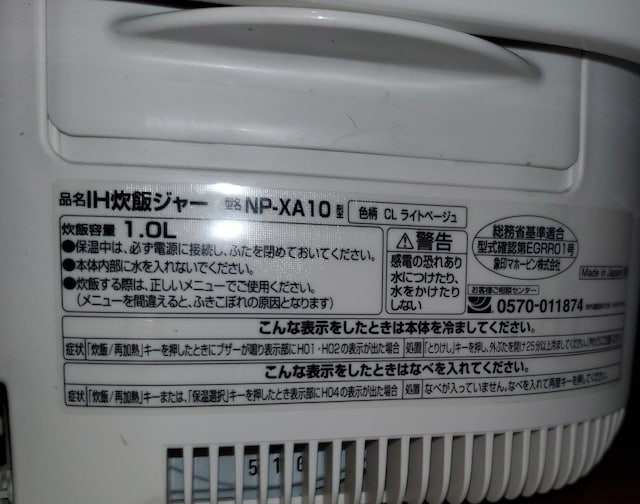 品名IH炊飯ジャー 型名 NP-XA10型 色柄 CL ライトベージュ
炊飯容量 1.0L
●保温中は、必ず電源に接続し、ふたを閉めておいてください。
●本体内部に水を入れないでください。
●炊飯する際は、正しいメニューでご使用ください。
(メニューを間違えると、ふきこぼれの原因となります)
⚠警告
感電の恐れあり
水につけたり、
水をかけたり
しない
総務省基準適合
型式確認第EGRR01号
象印マホービン株式会社
Made in Japan
お客様ご相談センター
0570-011874
こんな表示をしたときは本体を冷ましてください。
症状 「炊飯/再加熱」キーを押したときにブザーが鳴り表示部にH01・H02の表示が出た場合 処置 「とりけし」キーを押し、外ぶたを開け25分以上冷ましてください。
こんな表示をしたときはなべを入れてください。
症状 「炊飯/再加熱」キーまたは、「保温選択」キーを押したとき表示部にH04の表示が出た場合 処置 なべが入っていません。なべを入れて再度キーを押してください。
5 1 0